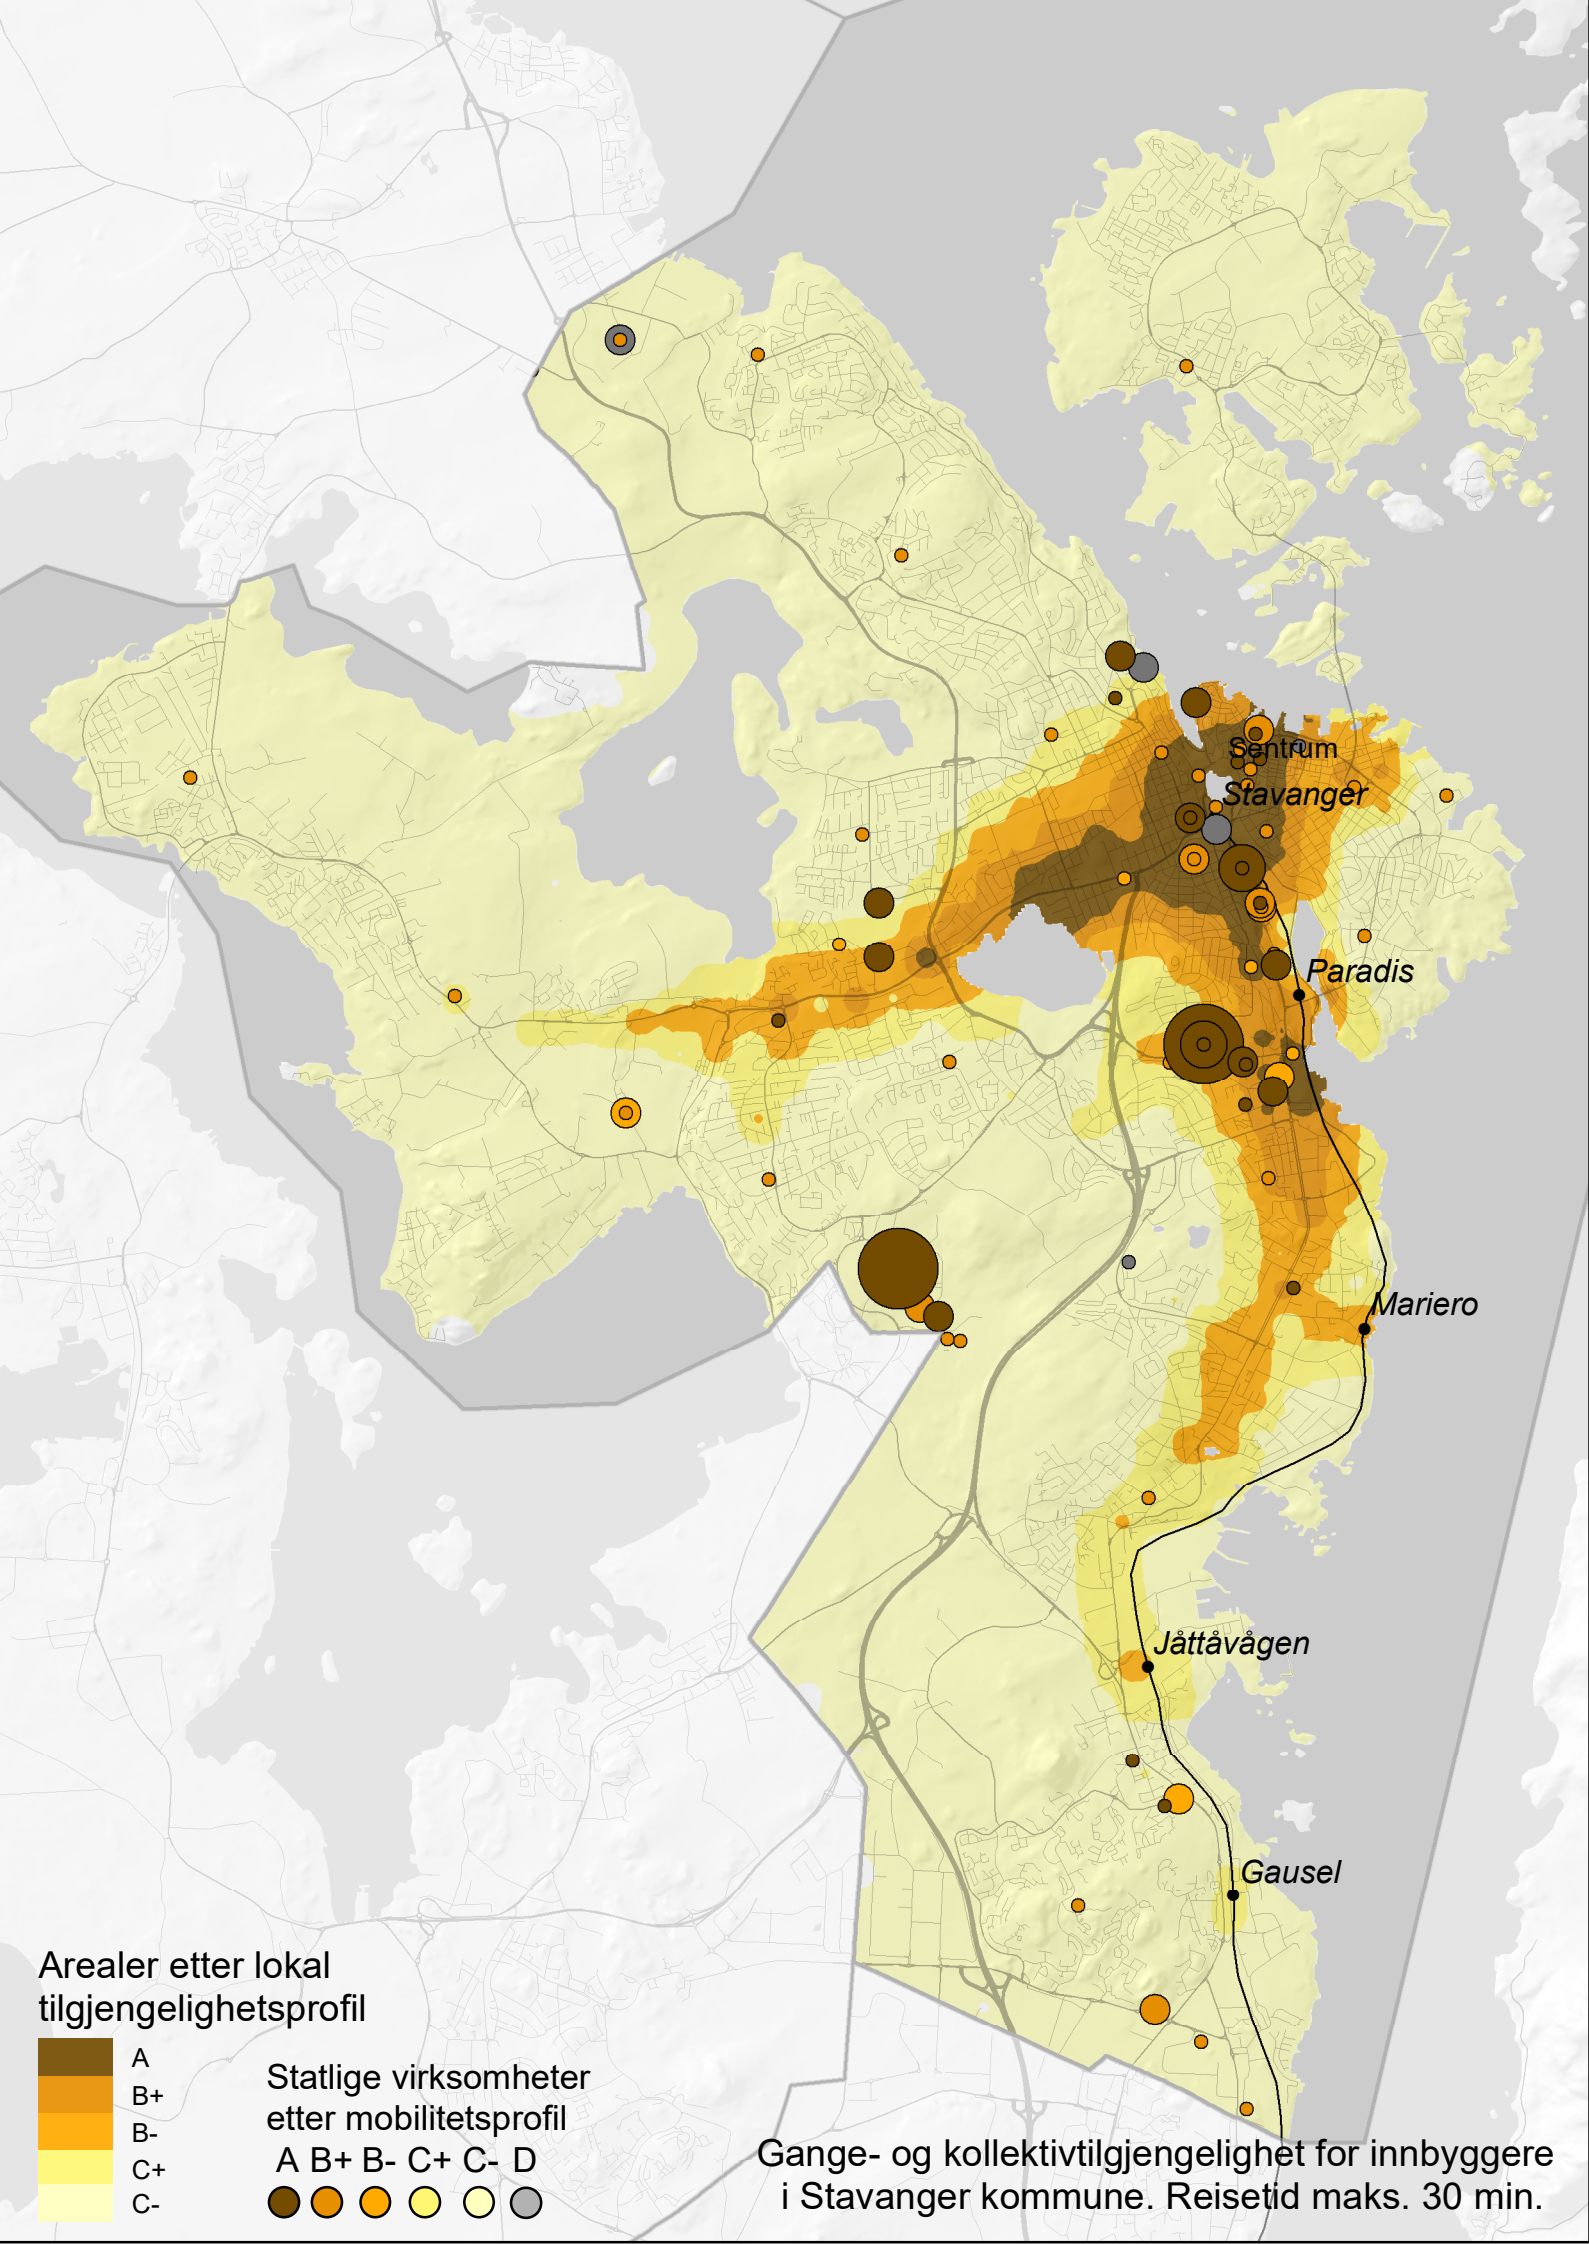 Sentrum
Stavanger
Paradis
Mariero
Jåttåvågen
Gausel
Arealer etter lokal
tilgjengelighetsprofil
A
B+
B-
C+
C-
Statlige virksomheter
etter mobilitetsprofil
A B+ B- C+ C- D
Gange- og kollektivtilgjengelighet for innbyggere
i Stavanger kommune. Reisetid maks. 30 min.